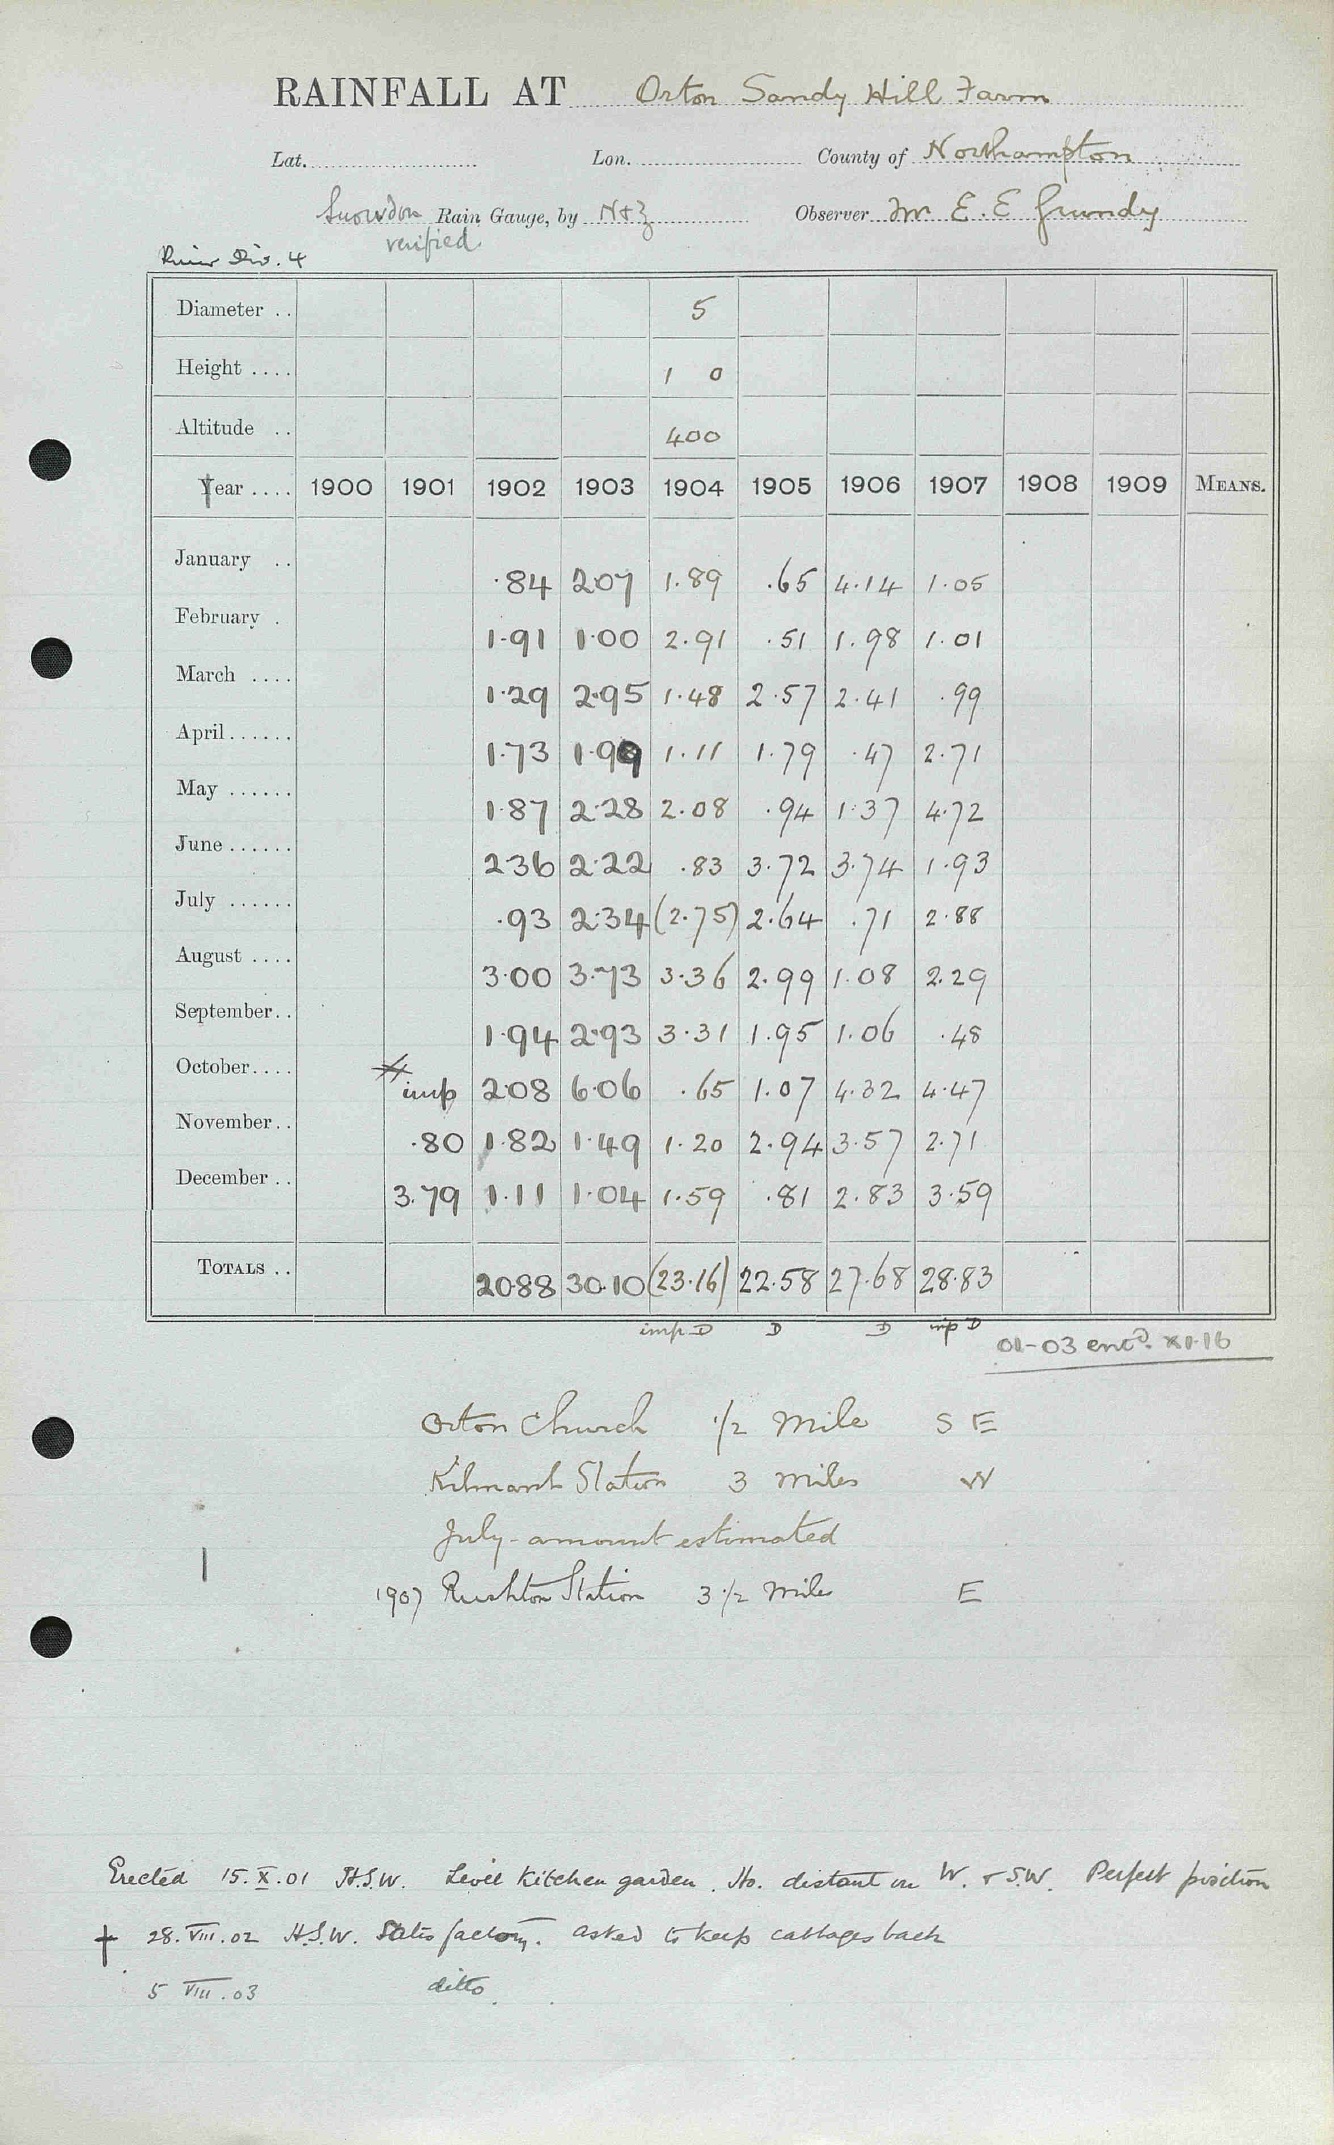 RAINFALL AT Orton Sandy Hill Farm
Lat. Lon. County of Northampton
Snowdon Rain Gauge, by N+Z Observer Mr E. E Grundy
verified
River Div. 4
Diameter .. 5
Height .... 1 0
Altitude .. 400
Year .... 1900 1901 1902 1903 1904 1905 1906 1907 1908 1909 MEANS.
January .. ·84 2·07 1.89 .65 4.14 1.05
February . 1·91 1·00 2.91 .51 1.98 1.01
March .... 1·29 2·95 1.48 2.57 2.41 .99
April...... 1·73 1·99 1.11 1.79 .47 2.71
May ...... 1·87 2·28 2.08 .94 1.37 4.72
June ...... 2·36 2·22 .83 3.72 3.74 1.93
July ...... ·93 2·34 (2.75) 2.64 .71 2.88
August .... 3·00 3·73 3.36 2.99 1.08 2.29
September.. 1·94 2·93 3.31 1.95 1.06 .48
October.... imp 2·08 6·06 .65 1.07 4.32 4.47
November.. ·80 1·82 1·49 1.20 2.94 3.57 2.71
December .. 3.79 1·11 1·04 1.59 .81 2.83 3.59
TOTALS .. 20·88 30·10 (23.16) 22.58 27.68 28.83
imp D D D imp D
01-03 entd. XI·16
Orton Church 1/2 Mile S E
3 Miles W
July - amount estimated
1907 Rushton Station 3 1/2 Miles E
Erected 15.X.01 H.S.W. Level kitchen garden. Ho. distant on W. + S.W. Perfect position
† 28.VIII.02 H.S.W. Satisfactory. asked to keep cabbages back
5 VIII.03 ditto.